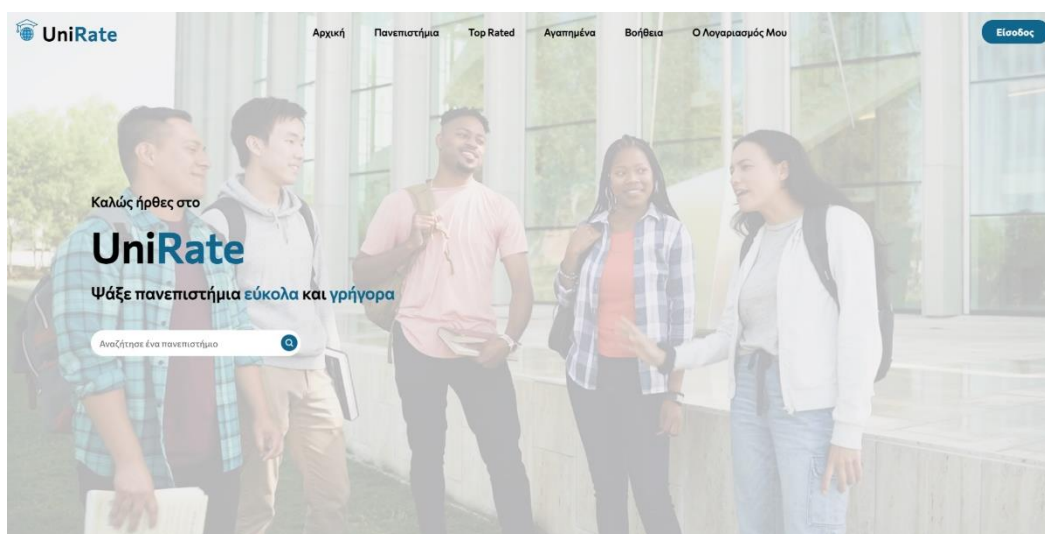 UniRate
Αρχική Πανεπιστήμια Top Rated Αγαπημένα Βοήθεια Ο Λογαριασμός Μου Είσοδος
Καλώς ήρθες στο
UniRate
Ψάξε πανεπιστήμια εύκολα και γρήγορα
Αναζήτησε ένα πανεπιστήμιο